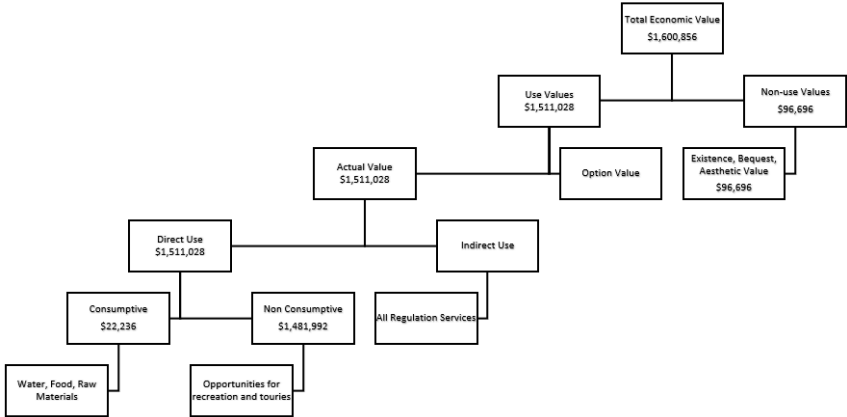 Total Economic Value
$1,600,856
Use Values
$1,511,028
Non-use Values
$96,696
Actual Value
$1,511,028
Option Value
Existence, Bequest,
Aesthetic Value
$96,696
Direct Use
$1,511,028
Indirect Use
Consumptive
$22,236
Non Consumptive
$1,481,992
All Regulation Services
Water, Food, Raw
Materials
Opportunities for
recreation and touries